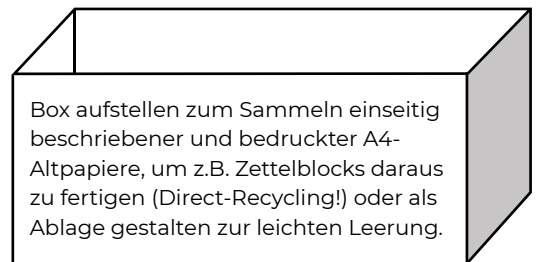 Box aufstellen zum Sammeln einseitig
beschriebener und bedruckter A4-
Altpapiere, um z.B. Zettelblocks daraus
zu fertigen (Direct-Recycling!) oder als
Ablage gestalten zur leichten Leerung.